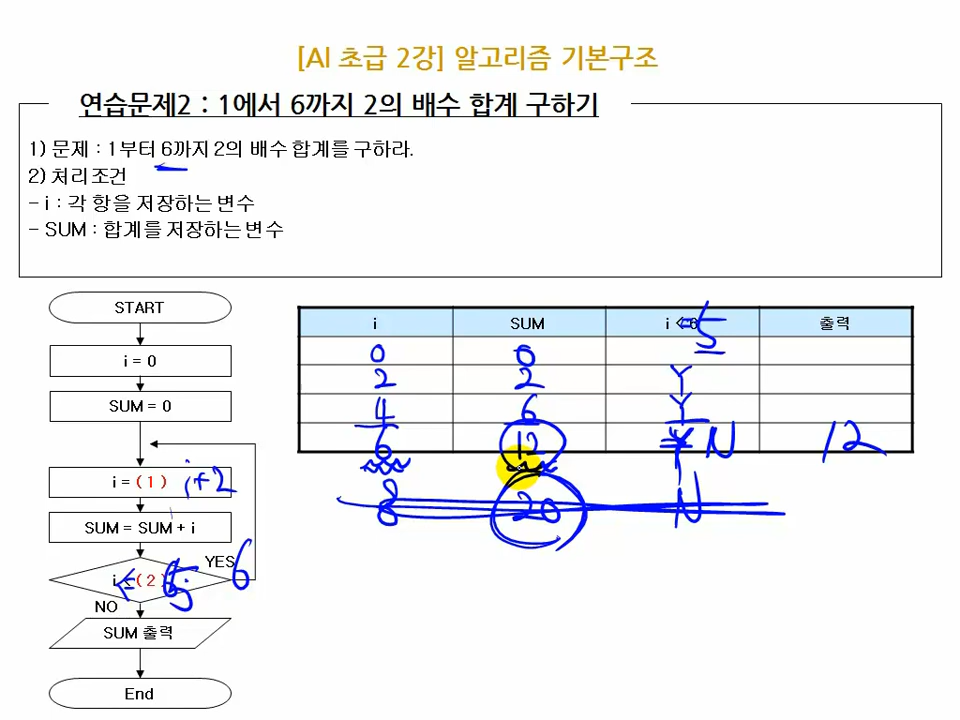 [AI 초급 2강] 알고리즘 기본구조
연습문제2 : 1에서 6까지 2의 배수 합계 구하기
1) 문제 : 1부터 6까지 2의 배수 합계를 구하라.
2) 처리조건
- i : 각 항을 저장하는 변수
- SUM : 합계를 저장하는 변수
START
i = 0
SUM = 0
i = (1) i+2
SUM = SUM + i
i < (2) 5 6
YES
NO
SUM 출력
End
i SUM i < 6 5 출력
0 0
2 2 Y
4 6 Y
6 12 N 12
8 20 N